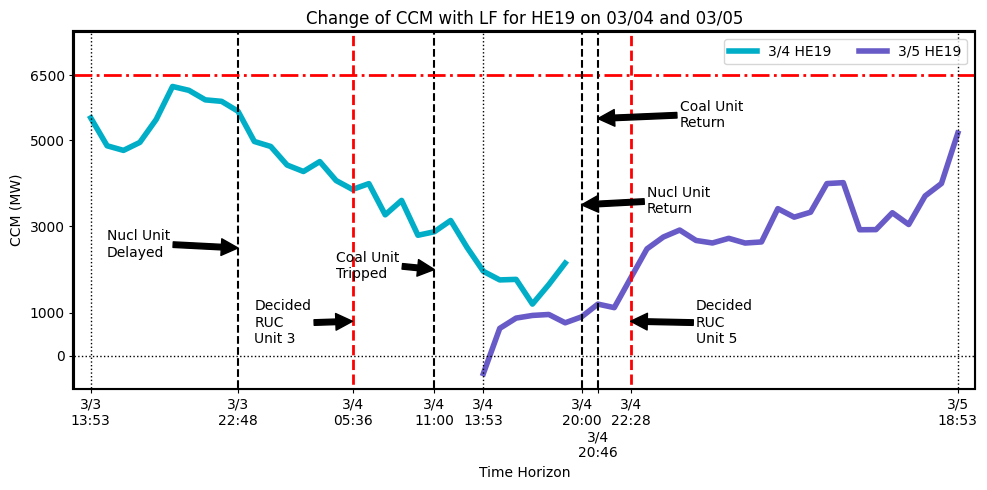 Change of CCM with LF for HE19 on 03/04 and 03/05
3/4 HE19
3/5 HE19
CCM (MW)
6500
5000
3000
1000
0
Coal Unit
Return
Nucl Unit
Return
Nucl Unit
Delayed
Coal Unit
Tripped
Decided
RUC
Unit 3
Decided
RUC
Unit 5
3/3
13:53
3/3
22:48
3/4
05:36
3/4
11:00
3/4
13:53
3/4
20:00
3/4
20:46
3/4
22:28
3/5
18:53
Time Horizon